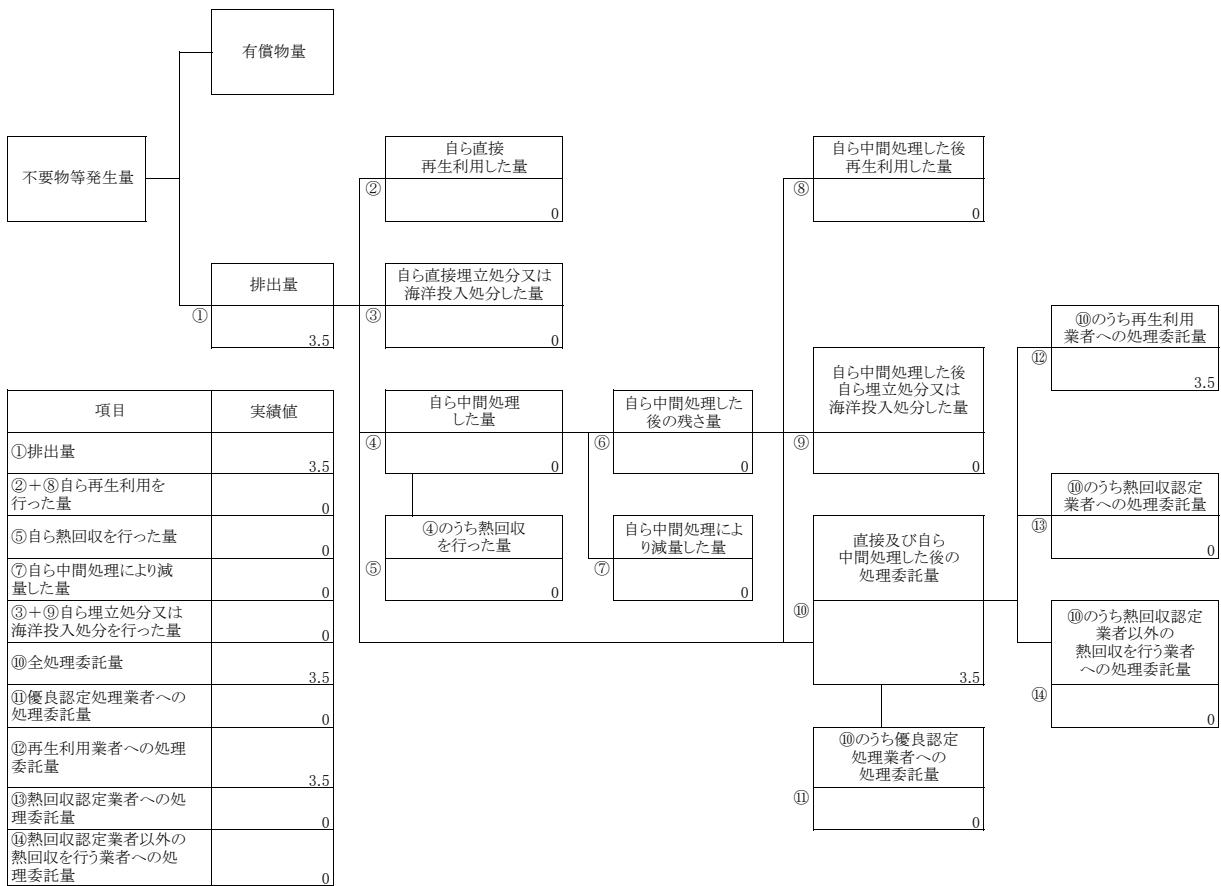 有償物量
不要物等発生量
排出量
①
3.5
自ら直接
再生利用した量
②
0
自ら直接埋立処分又は
海洋投入処分した量
③
0
自ら中間処理
した量
④
0
④のうち熱回収
を行った量
⑤
0
自ら中間処理した
後の残さ量
⑥
0
自ら中間処理によ
り減量した量
⑦
0
自ら中間処理した後
再生利用した量
⑧
0
自ら中間処理した後
自ら埋立処分又は
海洋投入処分した量
⑨
0
直接及び自ら
中間処理した後の
処理委託量
⑩
3.5
⑩のうち優良認定
処理業者への
処理委託量
⑪
0
⑩のうち再生利用
業者への処理委託量
⑫
3.5
⑩のうち熱回収認定
業者への処理委託量
⑬
0
⑩のうち熱回収認定
業者以外の
熱回収を行う業者
への処理委託量
⑭
0
項目 実績値
①排出量
3.5
②+⑧自ら再生利用を
行った量
0
⑤自ら熱回収を行った量
0
⑦自ら中間処理により減
量した量
0
③+⑨自ら埋立処分又は
海洋投入処分を行った量
0
⑩全処理委託量
3.5
⑪優良認定処理業者への
処理委託量
0
⑫再生利用業者への処理
委託量
3.5
⑬熱回収認定業者への処
理委託量
0
⑭熱回収認定業者以外の
熱回収を行う業者への処
理委託量
0